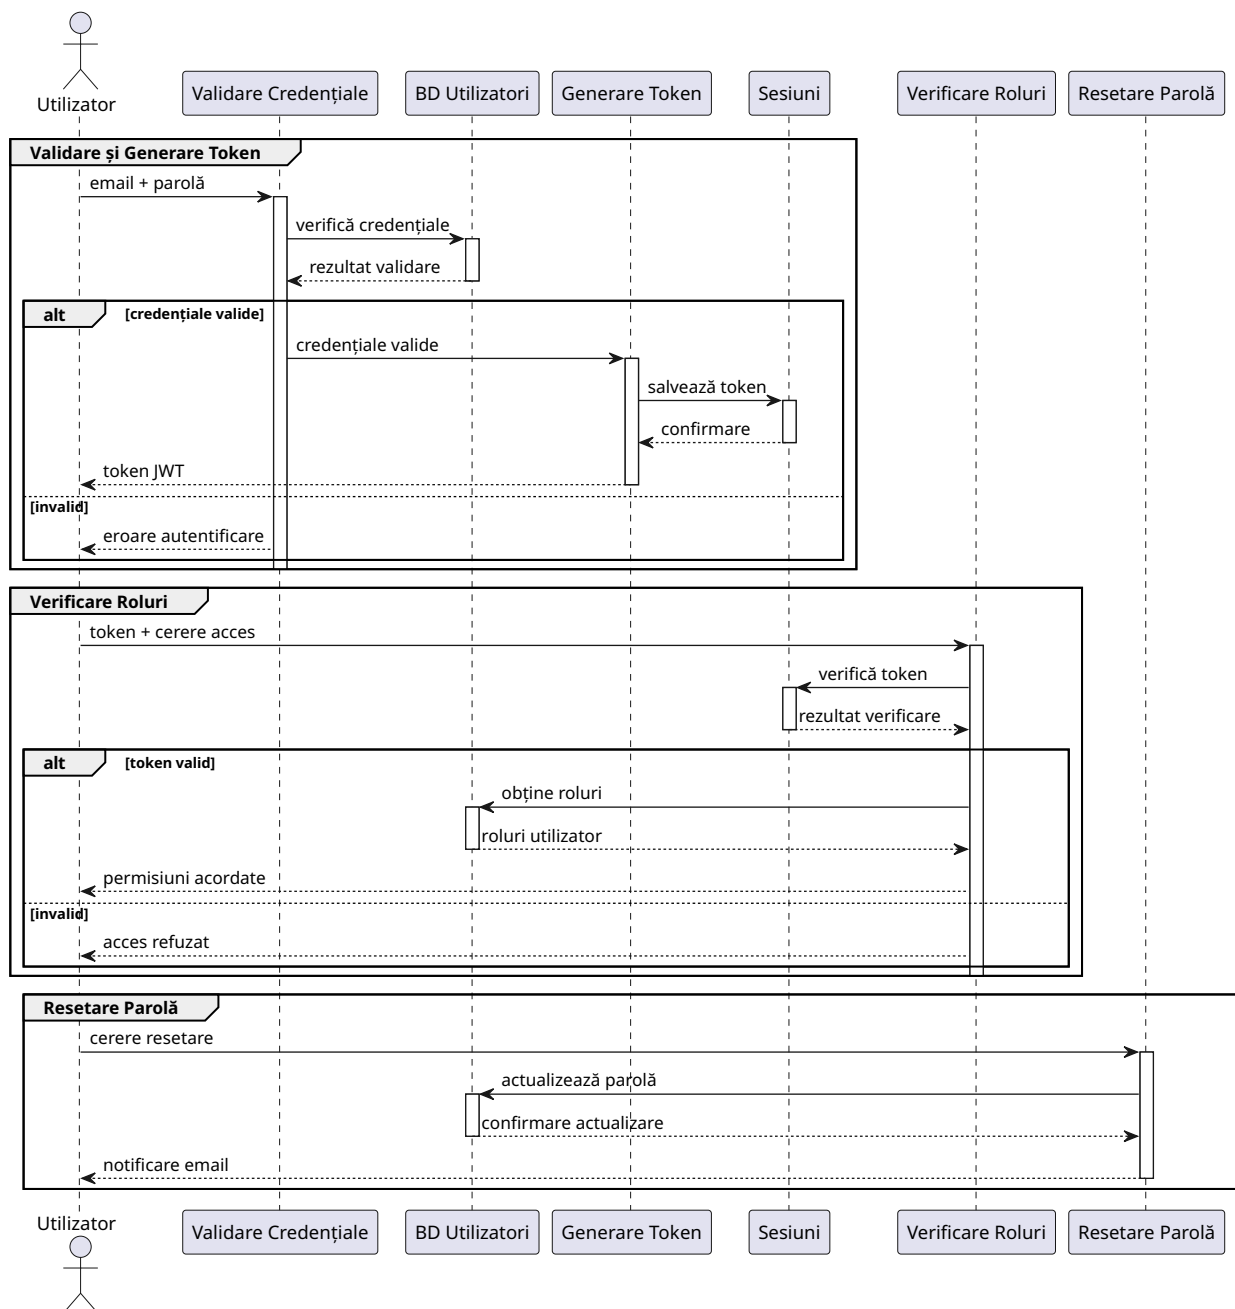 Utilizator
Validare Credențiale
BD Utilizatori
Generare Token
Sesiuni
Verificare Roluri
Resetare Parolă
Validare și Generare Token
email + parolă
verifică credențiale
rezultat validare
alt
[credențiale valide]
credențiale valide
salvează token
confirmare
token JWT
[invalid]
eroare autentificare
Verificare Roluri
token + cerere acces
verifică token
rezultat verificare
alt
[token valid]
obține roluri
roluri utilizator
permisiuni acordate
[invalid]
acces refuzat
Resetare Parolă
cerere resetare
actualizează parolă
confirmare actualizare
notificare email
Utilizator
Validare Credențiale
BD Utilizatori
Generare Token
Sesiuni
Verificare Roluri
Resetare Parolă